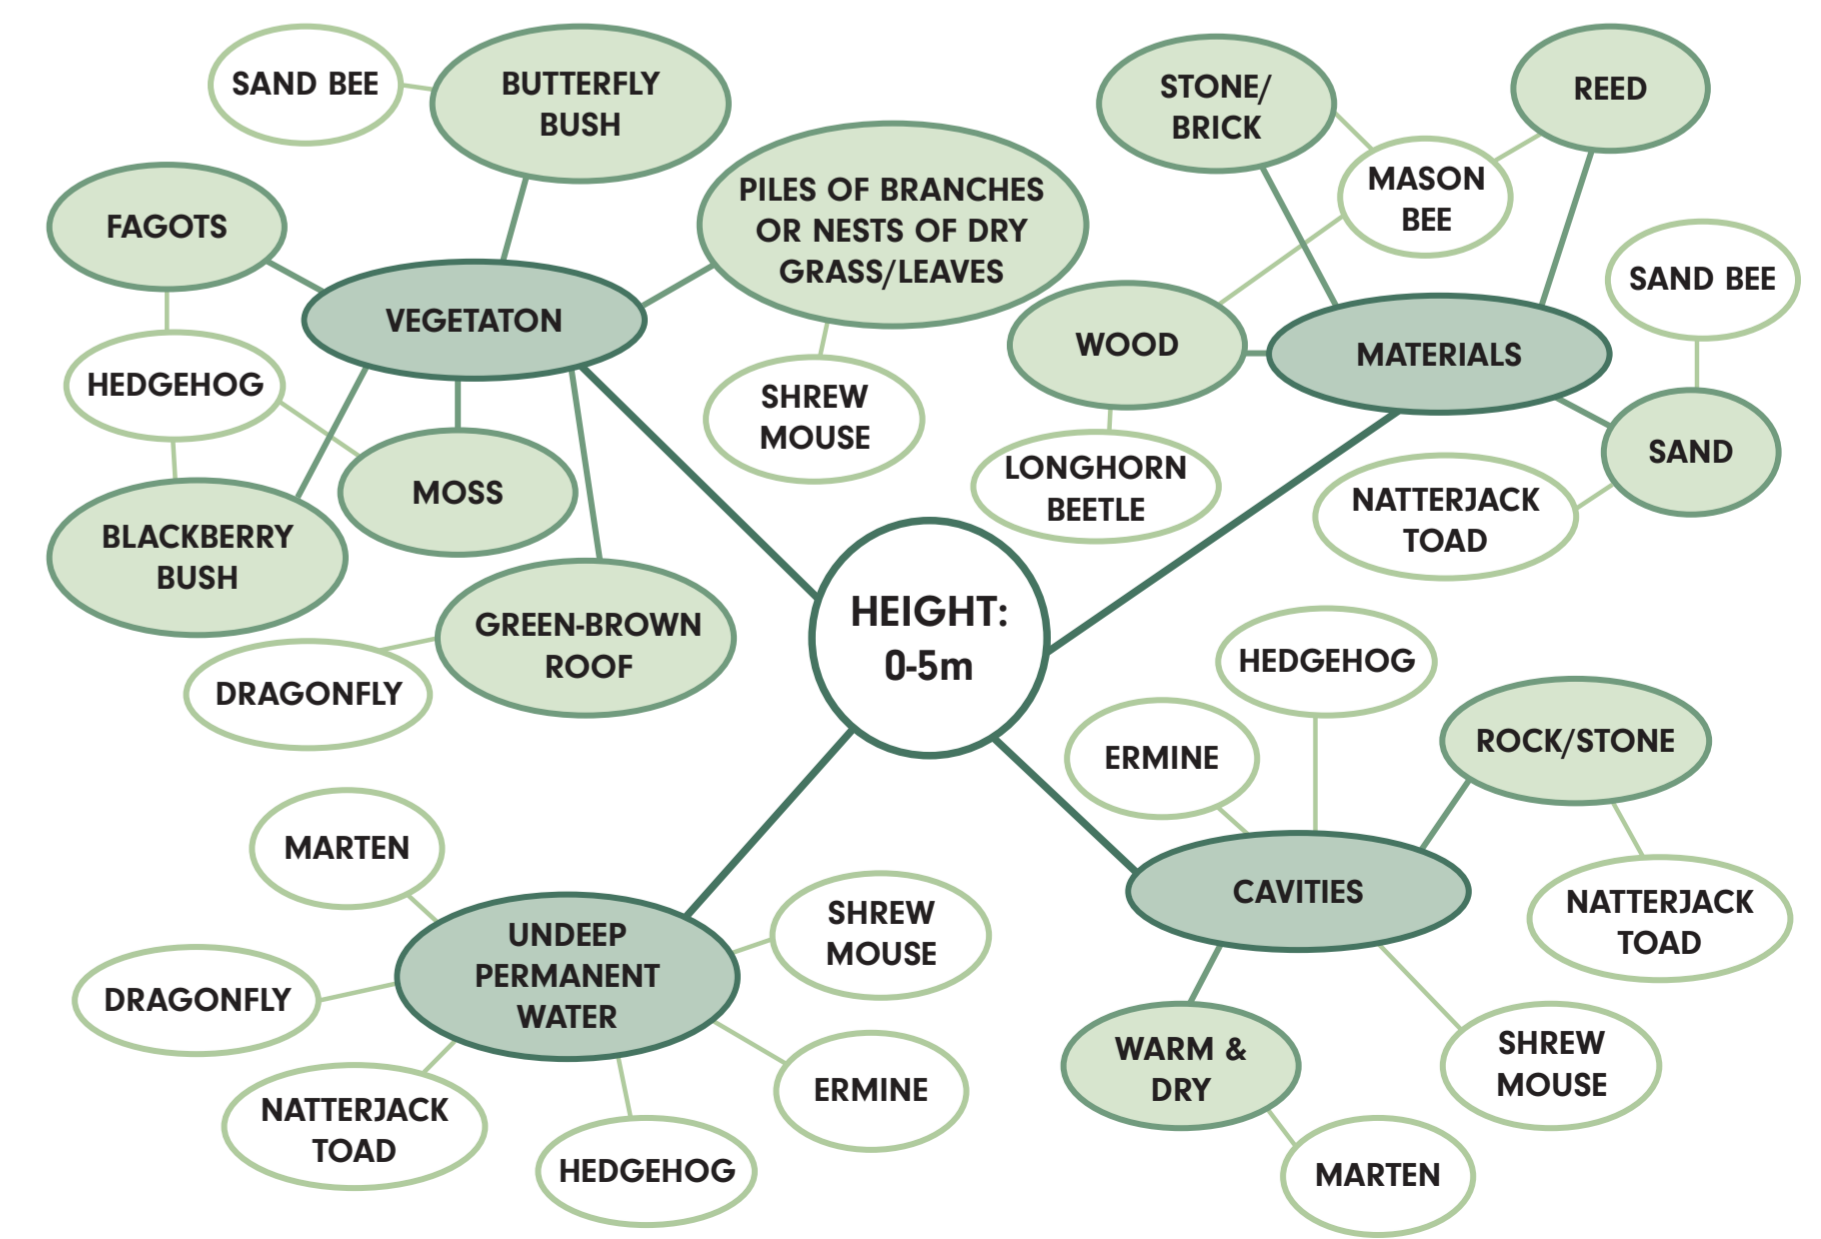 SAND BEE
BUTTERFLY
BUSH
FAGOTS
PILES OF BRANCHES
OR NESTS OF DRY
GRASS/LEAVES
VEGETATON
HEDGEHOG
SHREW
MOUSE
MOSS
BLACKBERRY
BUSH
GREEN-BROWN
ROOF
DRAGONFLY
STONE/
BRICK
REED
MASON
BEE
SAND BEE
WOOD
MATERIALS
LONGHORN
BEETLE
SAND
NATTERJACK
TOAD
HEIGHT:
0-5m
MARTEN
UNDEEP
PERMANENT
WATER
SHREW
MOUSE
DRAGONFLY
ERMINE
NATTERJACK
TOAD
HEDGEHOG
HEDGEHOG
ERMINE
ROCK/STONE
CAVITIES
NATTERJACK
TOAD
WARM &
DRY
SHREW
MOUSE
MARTEN